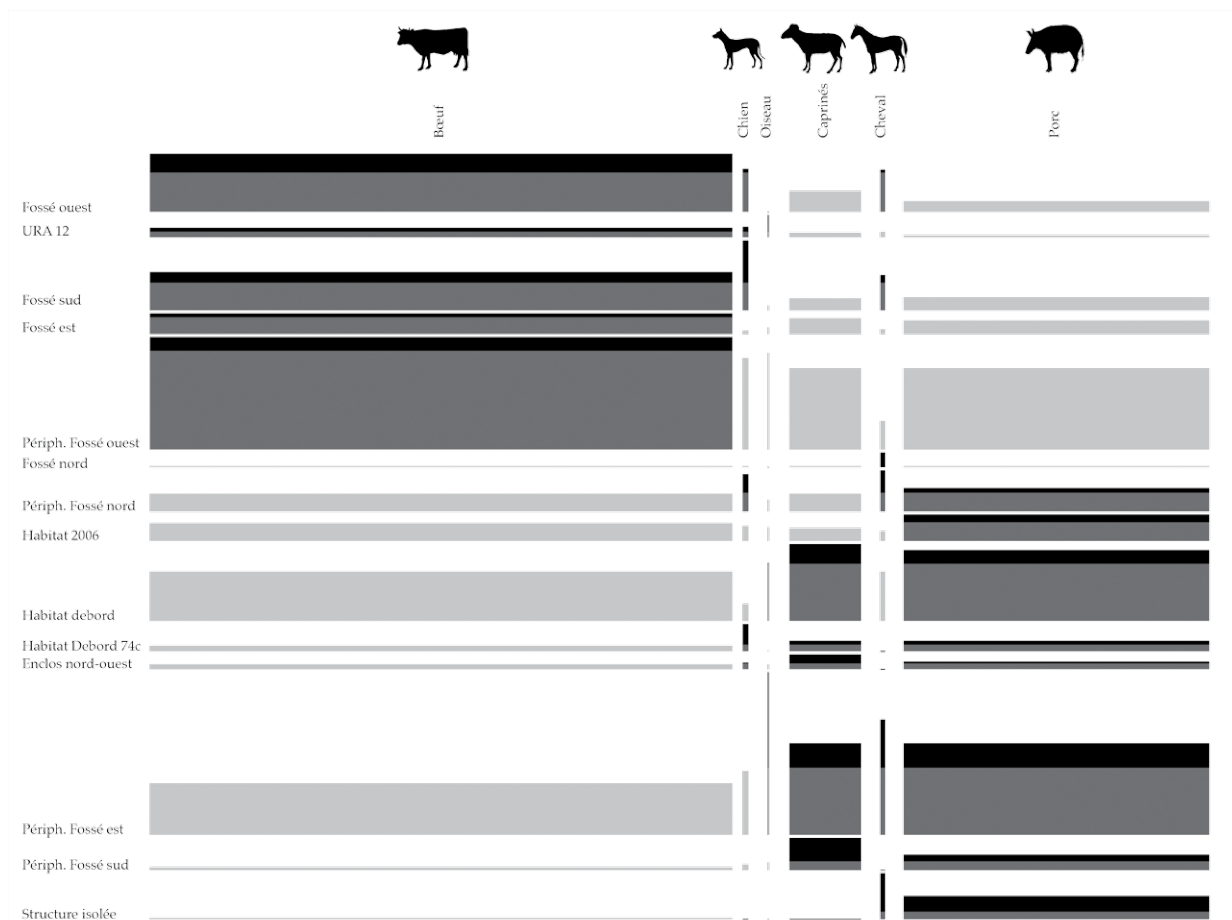 Bœuf
Chien
Oiseau
Caprinés
Cheval
Porc
Fossé ouest
URA 12
Fossé sud
Fossé est
Périph. Fossé ouest
Fossé nord
Périph. Fossé nord
Habitat 2006
Habitat debord
Habitat Debord 74c
Enclos nord-ouest
Périph. Fossé est
Périph. Fossé sud
Structure isolée